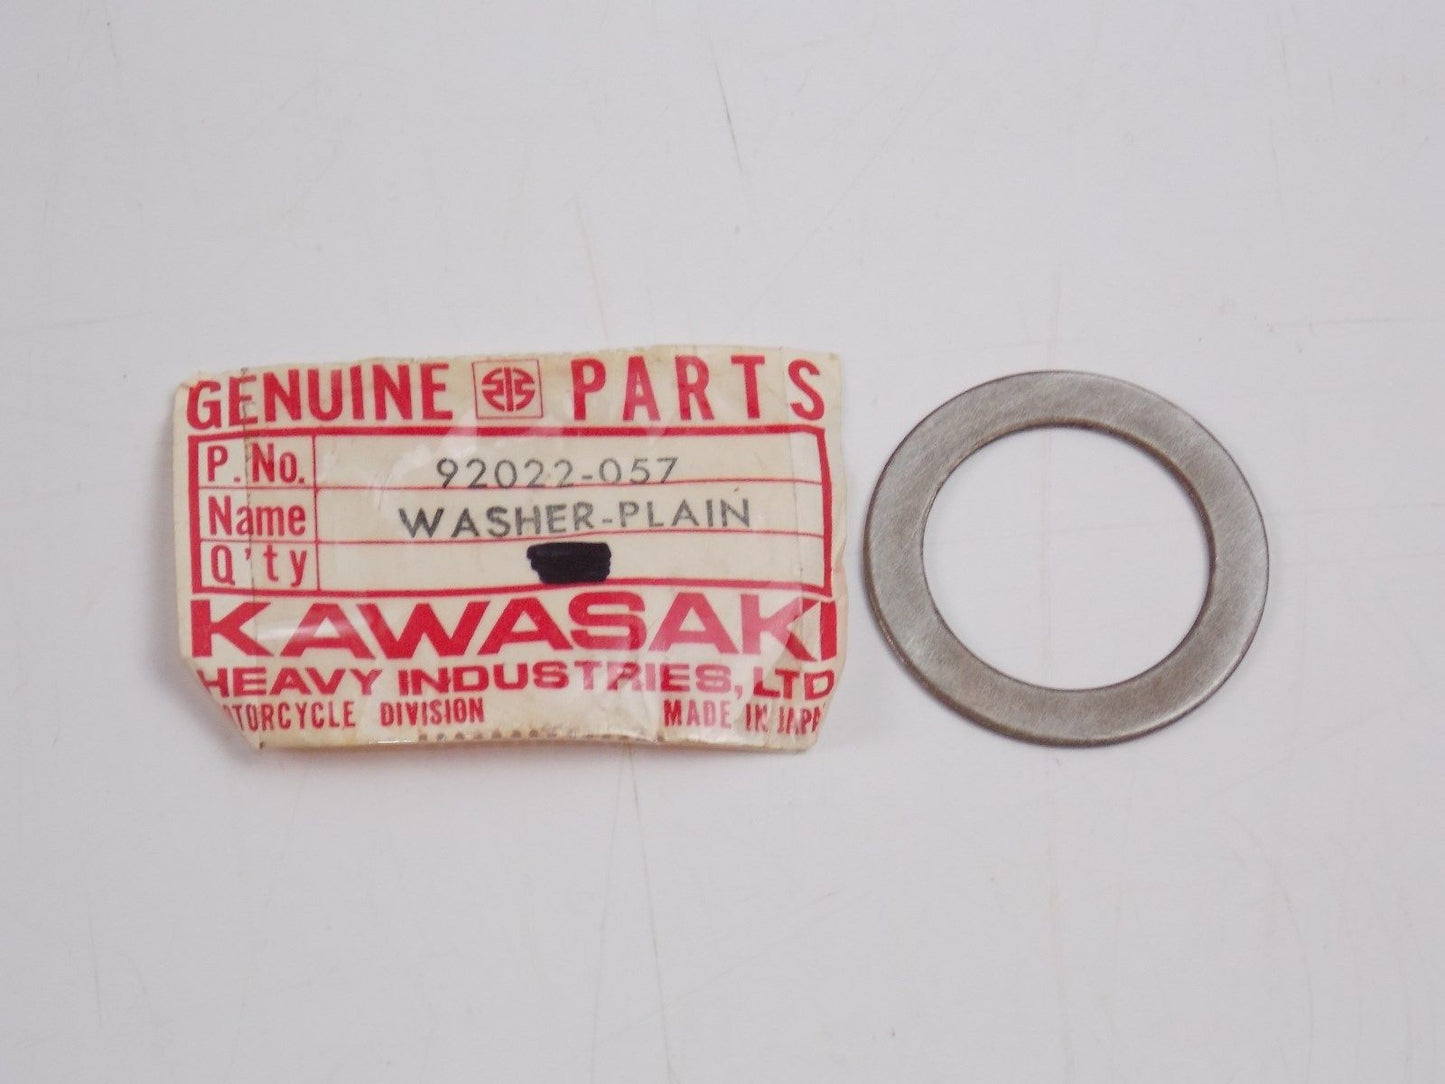 GENUINE PARTS
P. No. 92022-057
Name WASHER-PLAIN
Q'ty
KAWASAKI
HEAVY INDUSTRIES, LTD
MOTORCYCLE DIVISION MADE IN JAPAN